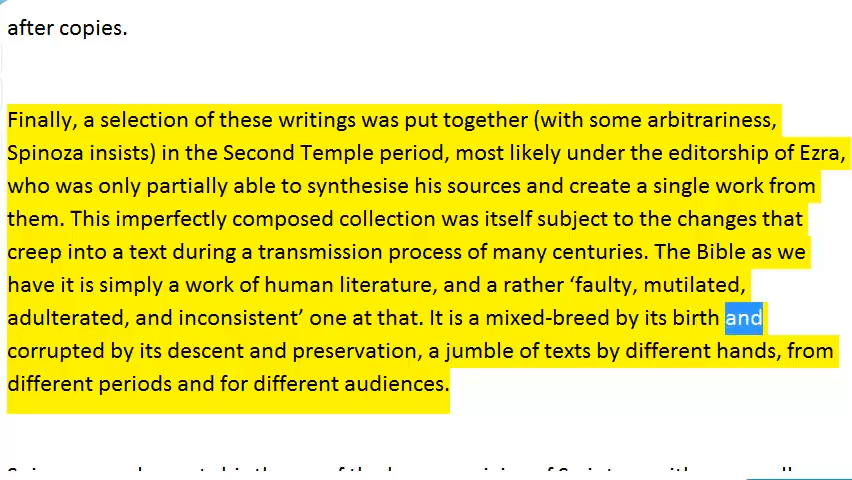 after copies.
Finally, a selection of these writings was put together (with some arbitrariness,
Spinoza insists) in the Second Temple period, most likely under the editorship of Ezra,
who was only partially able to synthesise his sources and create a single work from
them. This imperfectly composed collection was itself subject to the changes that
creep into a text during a transmission process of many centuries. The Bible as we
have it is simply a work of human literature, and a rather ‘faulty, mutilated,
adulterated, and inconsistent’ one at that. It is a mixed-breed by its birth and
corrupted by its descent and preservation, a jumble of texts by different hands, from
different periods and for different audiences.